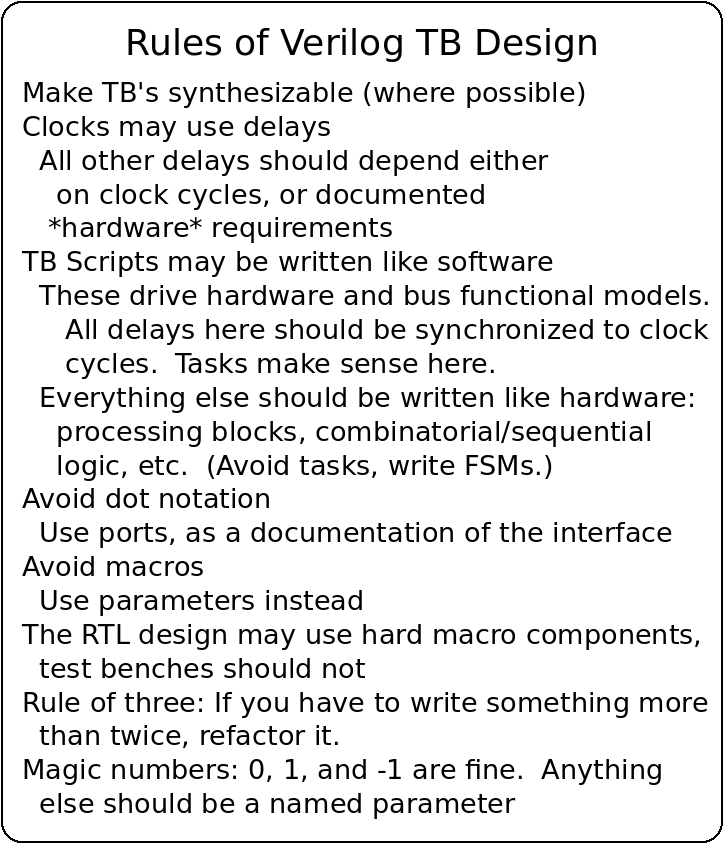 Rules of Verilog TB Design
Make TB's synthesizable (where possible)
Clocks may use delays
All other delays should depend either
on clock cycles, or documented
*hardware* requirements
TB Scripts may be written like software
These drive hardware and bus functional models.
All delays here should be synchronized to clock
cycles.  Tasks make sense here.
Everything else should be written like hardware:
processing blocks, combinatorial/sequential
logic, etc.  (Avoid tasks, write FSMs.)
Avoid dot notation
Use ports, as a documentation of the interface
Avoid macros
Use parameters instead
The RTL design may use hard macro components,
test benches should not
Rule of three: If you have to write something more
than twice, refactor it.
Magic numbers: 0, 1, and -1 are fine.  Anything
else should be a named parameter